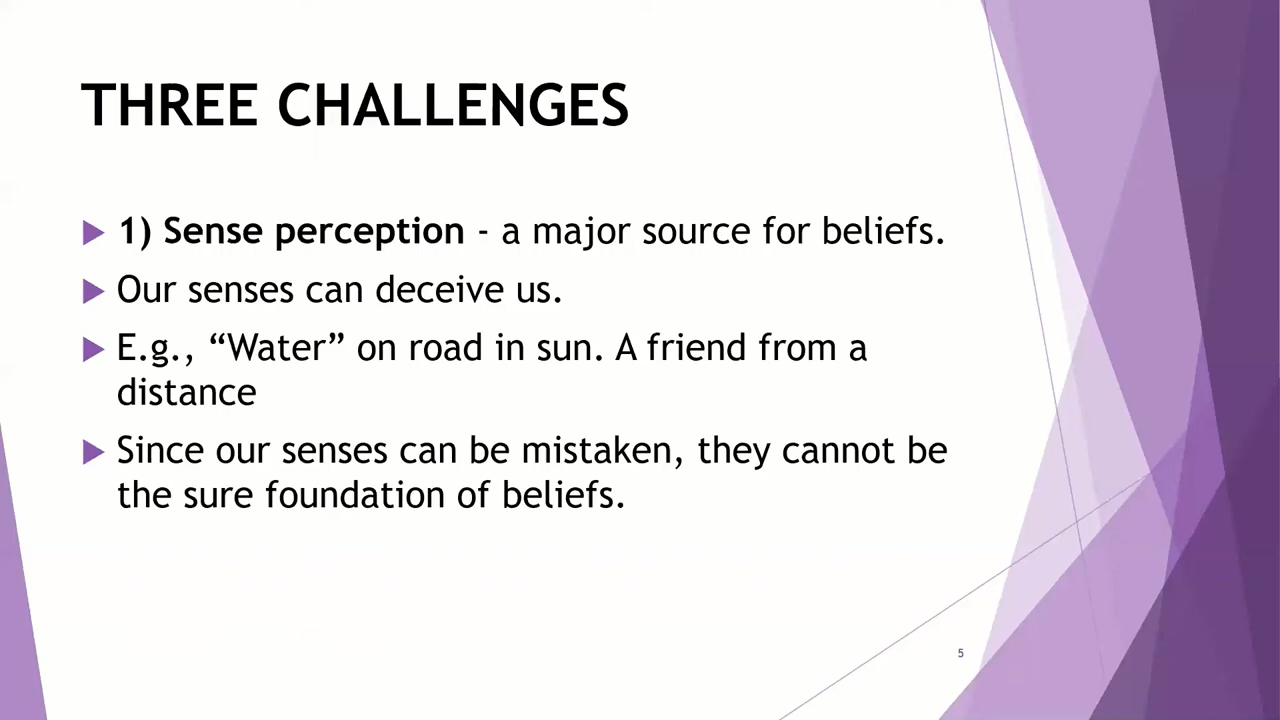 THREE CHALLENGES
1) Sense perception - a major source for beliefs.
Our senses can deceive us.
E.g., “Water” on road in sun. A friend from a
distance
Since our senses can be mistaken, they cannot be
the sure foundation of beliefs.
5